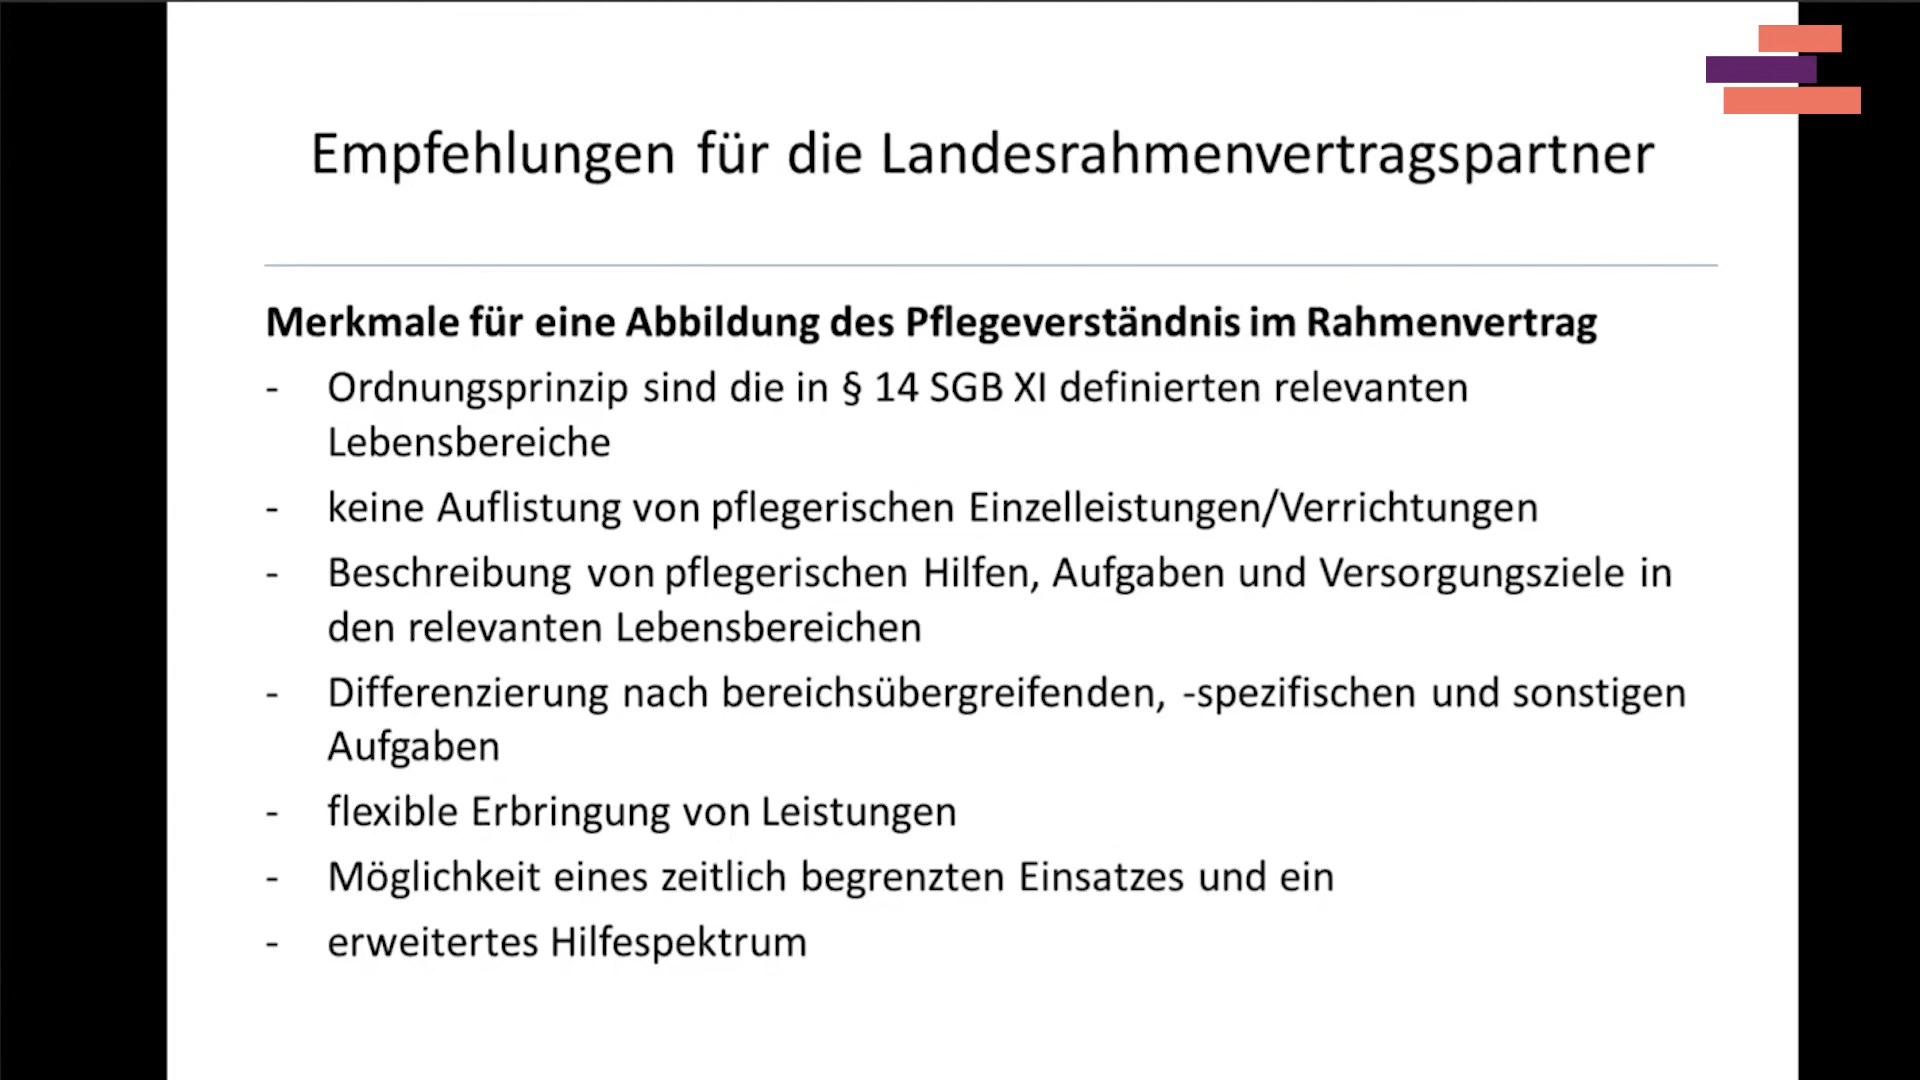 Empfehlungen für die Landesrahmenvertragspartner
Merkmale für eine Abbildung des Pflegeverständnis im Rahmenvertrag
- Ordnungsprinzip sind die in § 14 SGB XI definierten relevanten
Lebensbereiche
- keine Auflistung von pflegerischen Einzelleistungen/Verrichtungen
- Beschreibung von pflegerischen Hilfen, Aufgaben und Versorgungsziele in
den relevanten Lebensbereichen
- Differenzierung nach bereichsübergreifenden, -spezifischen und sonstigen
Aufgaben
- flexible Erbringung von Leistungen
- Möglichkeit eines zeitlich begrenzten Einsatzes und ein
- erweitertes Hilfespektrum